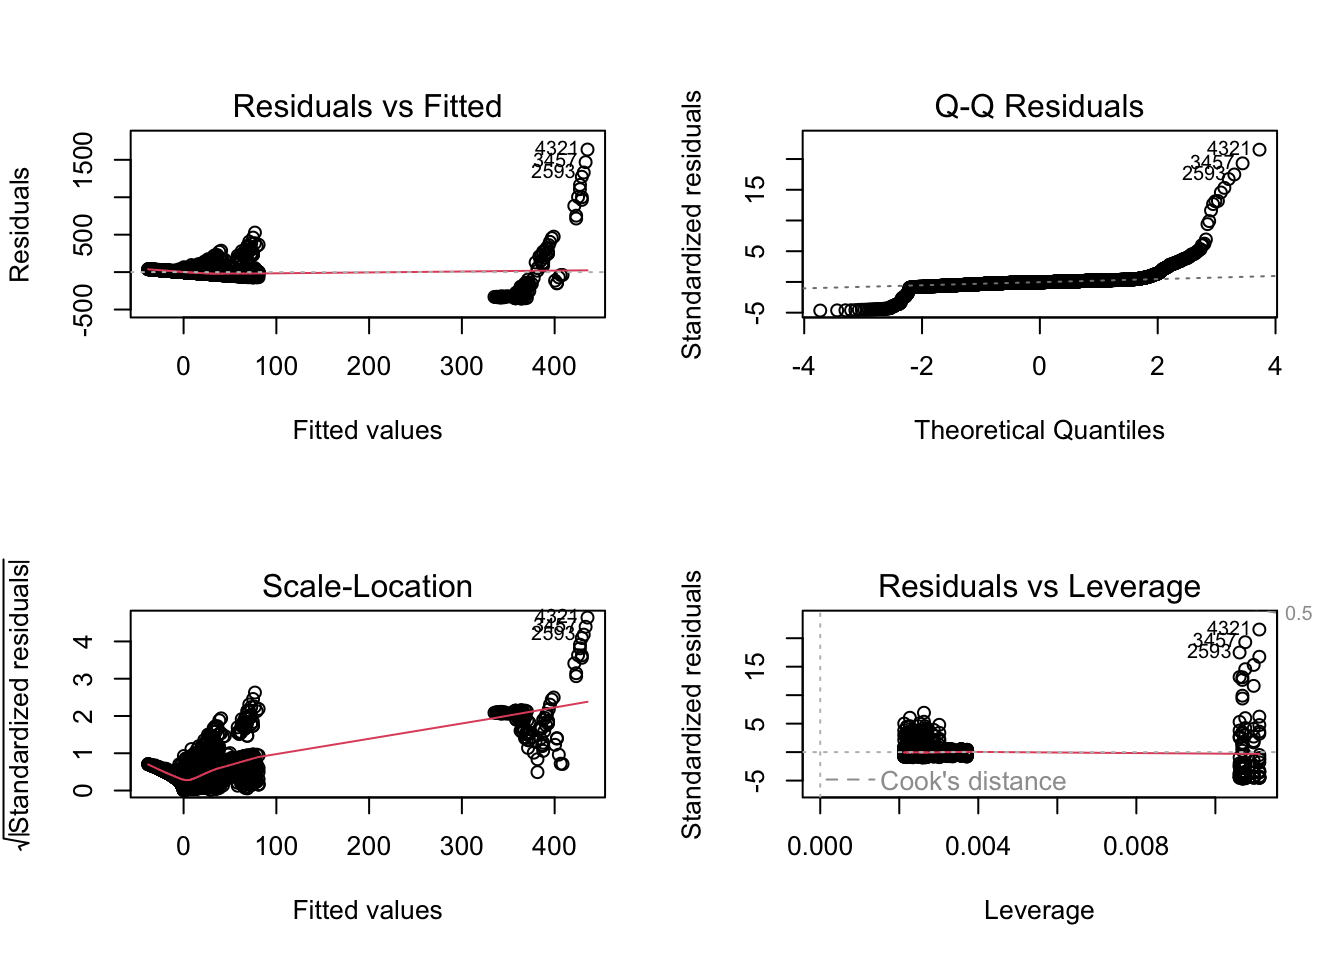 Residuals vs Fitted
Residuals
1500
500
-500
4321
3457
2593
0 100 200 300 400
Fitted values
Q-Q Residuals
Standardized residuals
15
5
-5
4321
3457
2593
-4 -2 0 2 4
Theoretical Quantiles
Scale-Location
√|Standardized residuals|
4
3
2
1
0
4321
3457
2593
0 100 200 300 400
Fitted values
Residuals vs Leverage
Standardized residuals
15
5
-5
4321
3457
2593
0.5
Cook's distance
0.000 0.004 0.008
Leverage